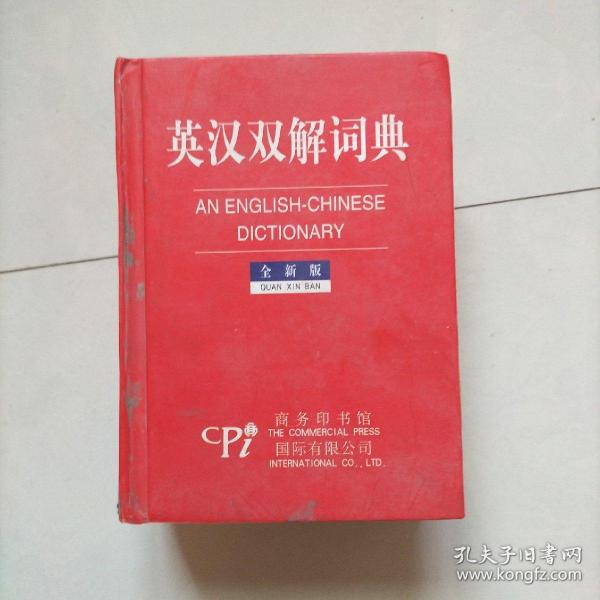 英汉双解词典
AN ENGLISH-CHINESE
DICTIONARY
全新版
QUAN XIN BAN
CPi
商务印书馆
THE COMMERCIAL PRESS
国际有限公司
INTERNATIONAL CO., LTD.
孔夫子旧书网
www.kongfz.com